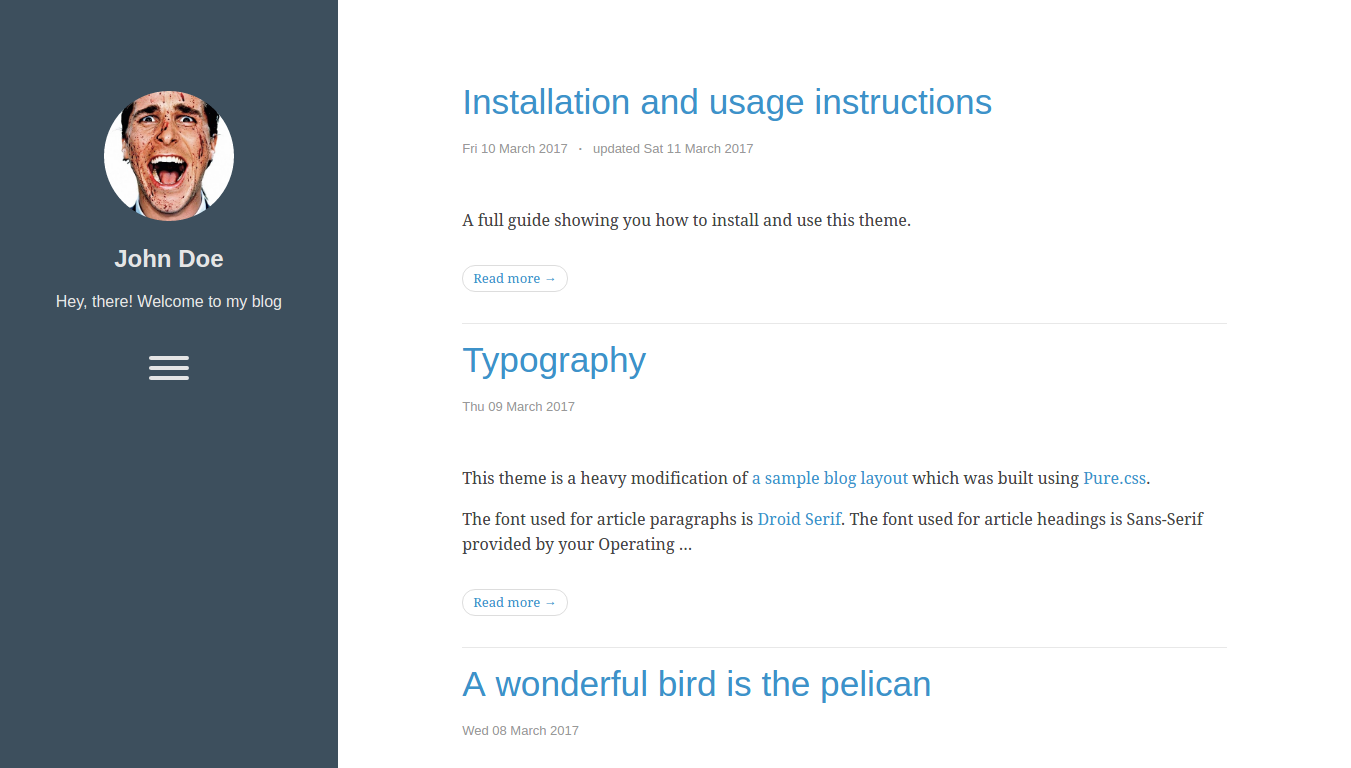 John Doe
Hey, there! Welcome to my blog
Installation and usage instructions
Fri 10 March 2017 · updated Sat 11 March 2017
A full guide showing you how to install and use this theme.
Read more →
Typography
Thu 09 March 2017
This theme is a heavy modification of a sample blog layout which was built using Pure.css.
The font used for article paragraphs is Droid Serif. The font used for article headings is Sans-Serif
provided by your Operating …
Read more →
A wonderful bird is the pelican
Wed 08 March 2017